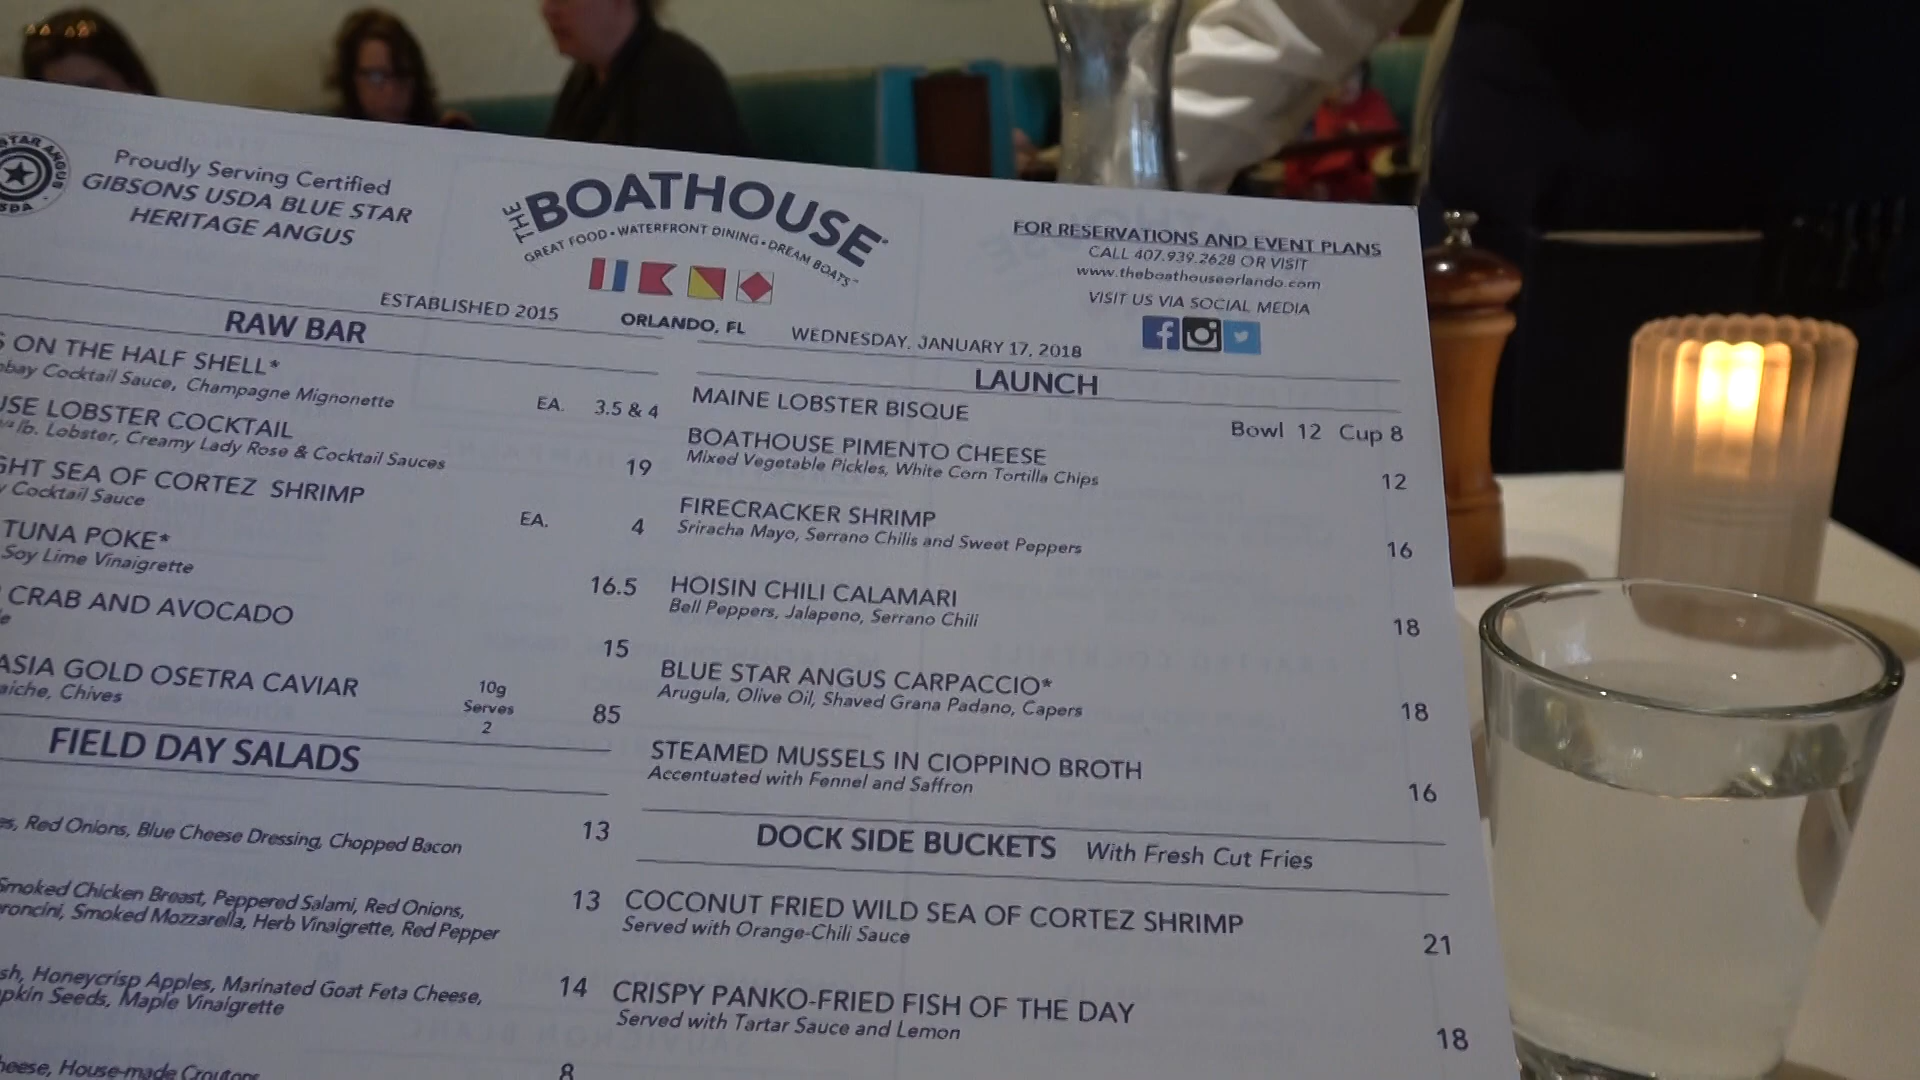 STAR ANGUS
Proudly Serving Certified
GIBSONS USDA BLUE STAR
HERITAGE ANGUS
THE BOATHOUSE
GREAT FOOD • WATERFRONT DINING • DREAM BOATS™
FOR RESERVATIONS AND EVENT PLANS
CALL 407.939.2628 OR VISIT
www.theboathouseorlando.com
VISIT US VIA SOCIAL MEDIA
ESTABLISHED 2015
ORLANDO, FL
WEDNESDAY, JANUARY 17, 2018
RAW BAR
ON THE HALF SHELL*
Cocktail Sauce, Champagne Mignonette
EA. 3.5 & 4
LOBSTER COCKTAIL
lb. Lobster, Creamy Lady Rose & Cocktail Sauces
19
SEA OF CORTEZ SHRIMP
Cocktail Sauce
EA. 4
TUNA POKE*
Soy Lime Vinaigrette
16.5
CRAB AND AVOCADO
15
GOLD OSETRA CAVIAR
Chives
10g
Serves
2
85
FIELD DAY SALADS
Red Onions, Blue Cheese Dressing, Chopped Bacon
13
Smoked Chicken Breast, Peppered Salami, Red Onions,
Smoked Mozzarella, Herb Vinaigrette, Red Pepper
13
Honeycrisp Apples, Marinated Goat Feta Cheese,
Seeds, Maple Vinaigrette
14
House-made Croutons
8
LAUNCH
MAINE LOBSTER BISQUE
Bowl 12 Cup 8
BOATHOUSE PIMENTO CHEESE
Mixed Vegetable Pickles, White Corn Tortilla Chips
12
FIRECRACKER SHRIMP
Sriracha Mayo, Serrano Chilis and Sweet Peppers
16
HOISIN CHILI CALAMARI
Bell Peppers, Jalapeno, Serrano Chili
18
BLUE STAR ANGUS CARPACCIO*
Arugula, Olive Oil, Shaved Grana Padano, Capers
18
STEAMED MUSSELS IN CIOPPINO BROTH
Accentuated with Fennel and Saffron
16
DOCK SIDE BUCKETS With Fresh Cut Fries
COCONUT FRIED WILD SEA OF CORTEZ SHRIMP
Served with Orange-Chili Sauce
21
CRISPY PANKO-FRIED FISH OF THE DAY
Served with Tartar Sauce and Lemon
18